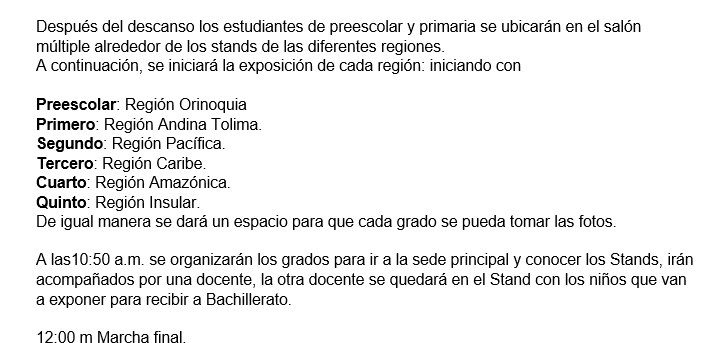 Después del descanso los estudiantes de preescolar y primaria se ubicarán en el salón
múltiple alrededor de los stands de las diferentes regiones.
A continuación, se iniciará la exposición de cada región: iniciando con
Preescolar: Región Orinoquia
Primero: Región Andina Tolima.
Segundo: Región Pacífica.
Tercero: Región Caribe.
Cuarto: Región Amazónica.
Quinto: Región Insular.
De igual manera se dará un espacio para que cada grado se pueda tomar las fotos.
A las10:50 a.m. se organizarán los grados para ir a la sede principal y conocer los Stands, irán
acompañados por una docente, la otra docente se quedará en el Stand con los niños que van
a exponer para recibir a Bachillerato.
12:00 m Marcha final.